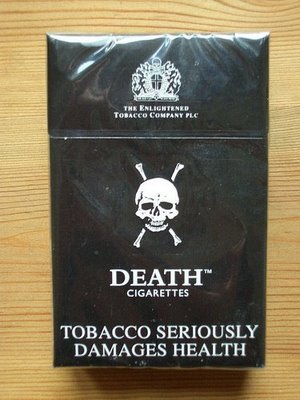 THE ENLIGHTENED
TOBACCO COMPANY PLC
DEATH™
CIGARETTES
TOBACCO SERIOUSLY
DAMAGES HEALTH